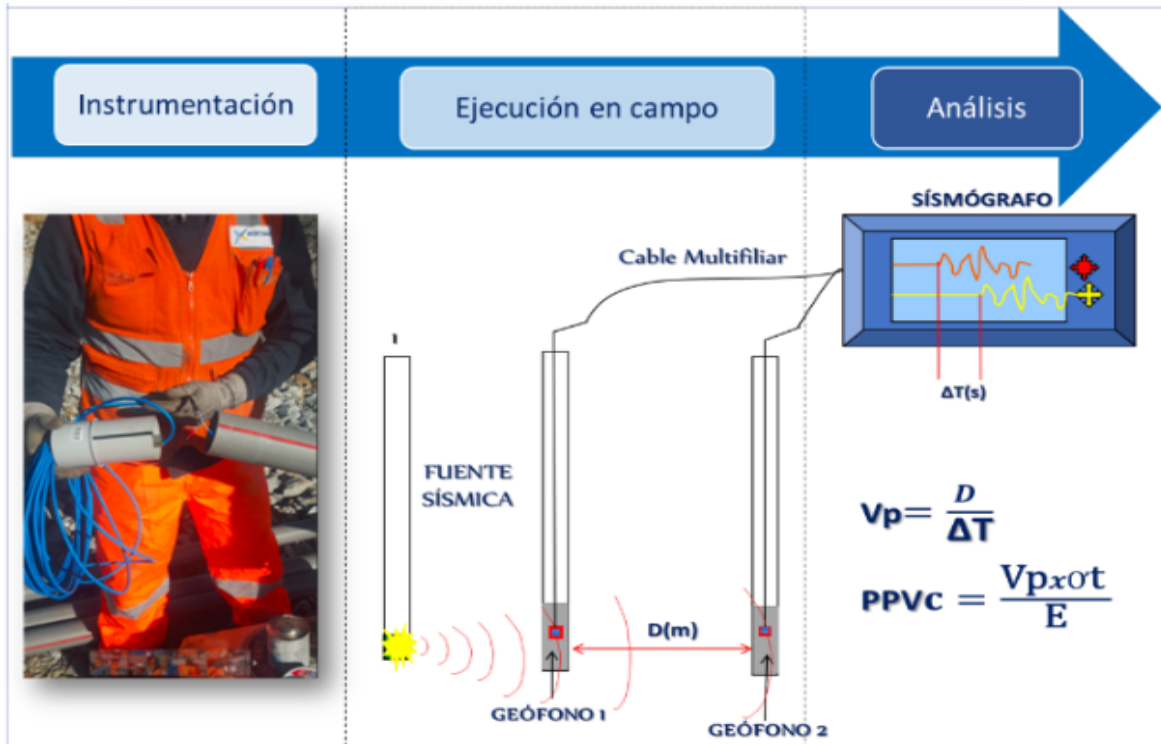 Instrumentación
Ejecución en campo
Análisis
SÍSMÓGRAFO
Cable Multifiliar
1
ΔT(s)
FUENTE
SÍSMICA
Vp= D/ΔT
PPVc = Vpxσt/E
D(m)
GEÓFONO 1
GEÓFONO 2